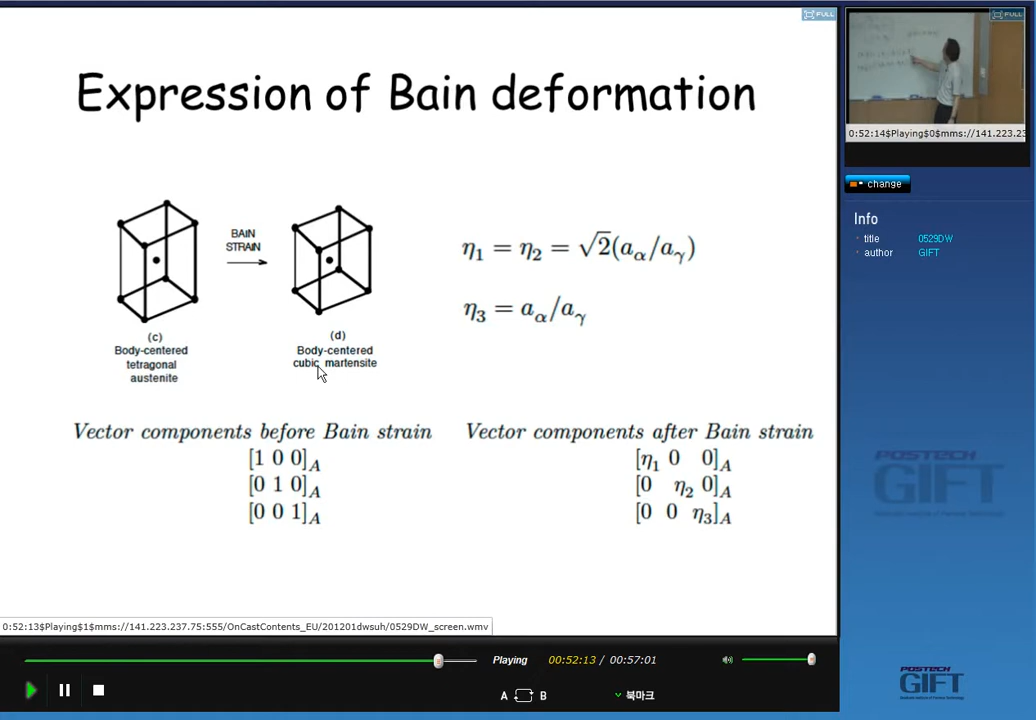 FULL
FULL
Expression of Bain deformation
0:52:14$Playing$0$mms://141.223.23
change
Info
title 0529DW
author GIFT
BAIN
STRAIN
η₁ = η₂ = √2(aα/aγ)
η₃ = aα/aγ
(c)
Body-centered
tetragonal
austenite
(d)
Body-centered
cubic martensite
Vector components before Bain strain
[1 0 0]A
[0 1 0]A
[0 0 1]A
Vector components after Bain strain
[η₁ 0 0]A
[0 η₂ 0]A
[0 0 η₃]A
POSTECH
GIFT
0:52:13$Playing$1$mms://141.223.237.75:555/OnCastContents_EU/201201dwsuh/0529DW_screen.wmv
Playing 00:52:13 / 00:57:01
A B 북마크
POSTECH
GIFT